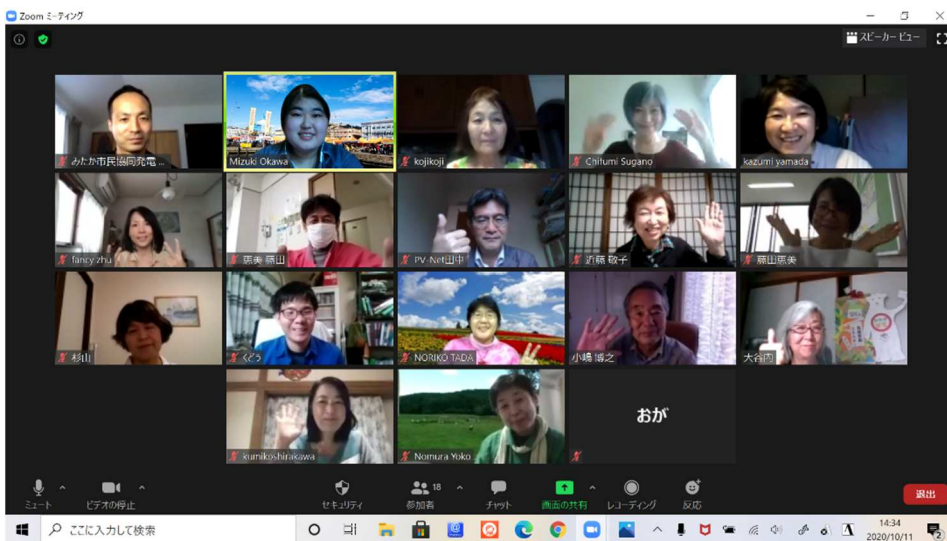 Zoom ミーティング
スピーカー ビュー
みたか市民協同発電 ...
Mizuki Okawa
kojikoji
Chifumi Sugano
kazumi yamada
fancy zhu
恵美 藤田
PV-Net田中
近藤 敬子
藤田恵美
杉山
くどう
NORIKO TADA
小嶋 博之
大谷内
kumikoshirakawa
Nomura Yoko
おが
ミュート
ビデオの停止
セキュリティ
18
参加者
チャット
画面の共有
レコーディング
反応
退出
ここに入力して検索
14:34
2020/10/11